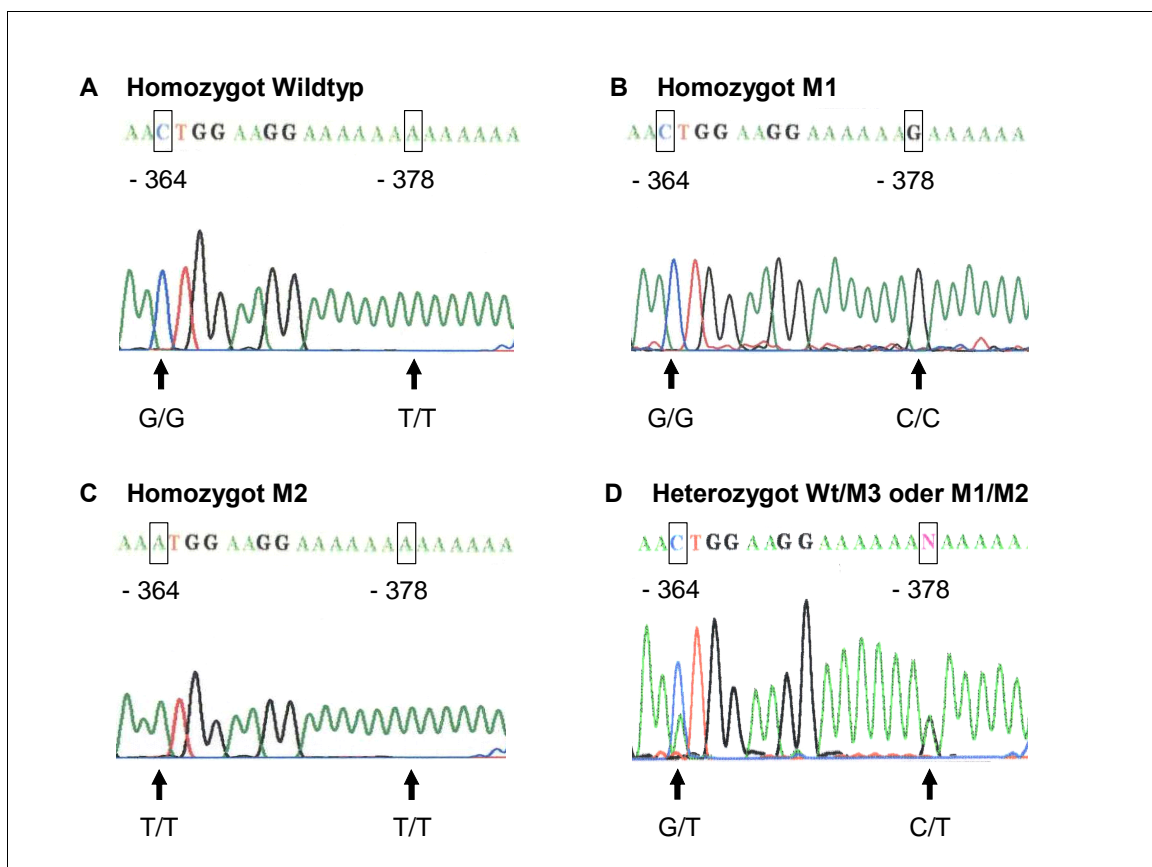 A Homozygot Wildtyp
AACTGG AAGG AAAAAAAAAAAAA
- 364 - 378
G/G T/T
B Homozygot M1
AACTGG AAGG AAAAAAGAAAAAA
- 364 - 378
G/G C/C
C Homozygot M2
AAATGG AAGG AAAAAAAAAAAAA
- 364 - 378
T/T T/T
D Heterozygot Wt/M3 oder M1/M2
AACTGG AAGG AAAAAANAAAAA
- 364 - 378
G/T C/T